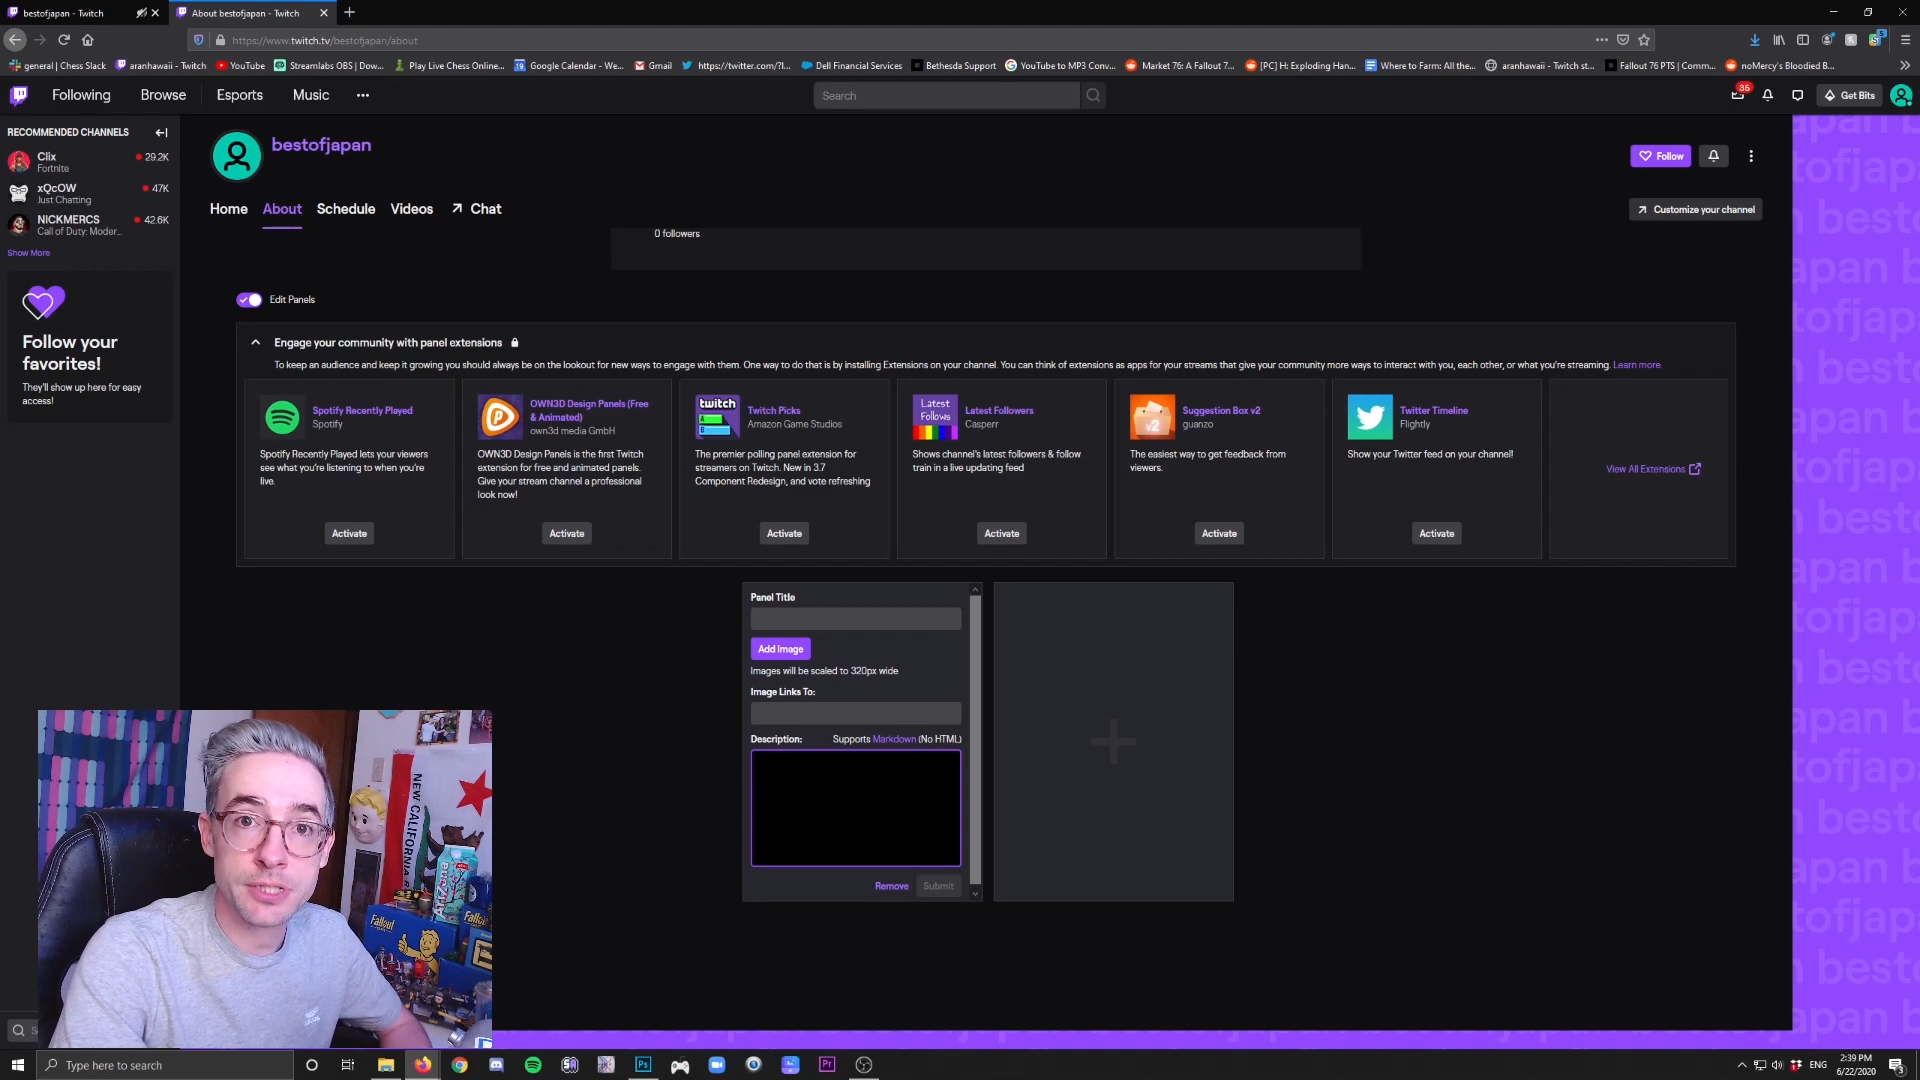 bestofjapan - Twitch
About bestofjapan - Twitch
https://www.twitch.tv/bestofjapan/about
general | Chess Slack
aranhawaii - Twitch
YouTube
Streamlabs OBS | Dow...
Play Live Chess Online...
Google Calendar - We...
Gmail
https://twitter.com/?l...
Dell Financial Services
Bethesda Support
YouTube to MP3 Conv...
Market 76: A Fallout 7...
[PC] H: Exploding Han...
Where to Farm: All the...
aranhawaii - Twitch st...
Fallout 76 PTS | Comm...
noMercy's Bloodied B...
Following
Browse
Esports
Music
Search
35
Get Bits
RECOMMENDED CHANNELS
Clix
29.2K
Fortnite
xQcOW
47K
Just Chatting
NICKMERCS
42.6K
Call of Duty: Moder...
Show More
Follow your
favorites!
They'll show up here for easy
access!
bestofjapan
Follow
Home
About
Schedule
Videos
Chat
Customize your channel
0 followers
Edit Panels
Engage your community with panel extensions
To keep an audience and keep it growing you should always be on the lookout for new ways to engage with them. One way to do that is by installing Extensions on your channel. You can think of extensions as apps for your streams that give your community more ways to interact with you, each other, or what you're streaming. Learn more.
Spotify Recently Played
Spotify
Spotify Recently Played lets your viewers
see what you're listening to when you're
live.
Activate
OWN3D Design Panels (Free
& Animated)
own3d media GmbH
OWN3D Design Panels is the first Twitch
extension for free and animated panels.
Give your stream channel a professional
look now!
Activate
twitch
A
B
Twitch Picks
Amazon Game Studios
The premier polling panel extension for
streamers on Twitch. New in 3.7
Component Redesign, and vote refreshing
Activate
Latest
Follows
Latest Followers
Casperr
Shows channel's latest followers & follow
train in a live updating feed
Activate
v2
Suggestion Box v2
guanzo
The easiest way to get feedback from
viewers.
Activate
Twitter Timeline
Flightly
Show your Twitter feed on your channel!
Activate
View All Extensions
Panel Title
Add Image
Images will be scaled to 320px wide
Image Links To:
Description:
Supports Markdown (No HTML)
Remove
Submit
NEW CALIFORNIA
AriZona
Fallout
Type here to search
Ps
Pr
ENG
2:39 PM
6/22/2020